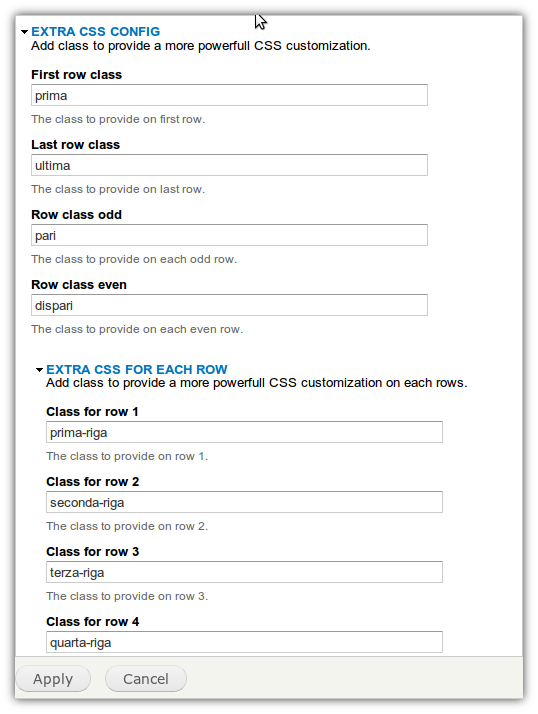 EXTRA CSS CONFIG
Add class to provide a more powerfull CSS customization.
First row class
prima
The class to provide on first row.
Last row class
ultima
The class to provide on last row.
Row class odd
pari
The class to provide on each odd row.
Row class even
dispari
The class to provide on each even row.
EXTRA CSS FOR EACH ROW
Add class to provide a more powerfull CSS customization on each rows.
Class for row 1
prima-riga
The class to provide on row 1.
Class for row 2
seconda-riga
The class to provide on row 2.
Class for row 3
terza-riga
The class to provide on row 3.
Class for row 4
quarta-riga
Apply Cancel